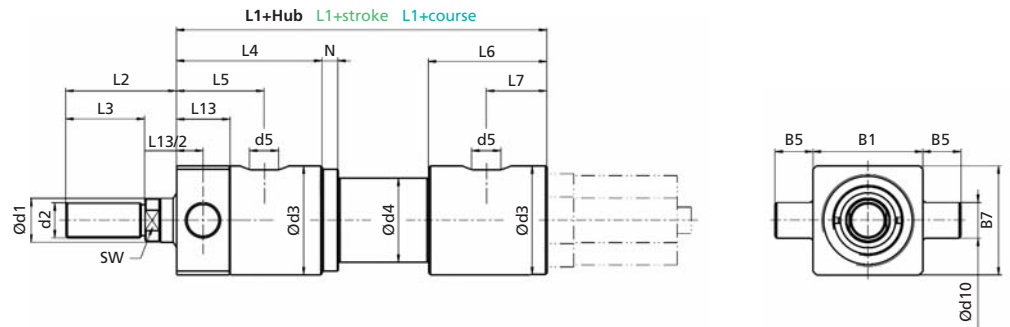 L1+Hub L1+stroke L1+course
L4 N L6
L2 L5 L7
L3 L13
L13/2 d5 d5
B5 B1 B5
Ød1 d2 Ød3 Ød4 Ød3 B7
SW
Ød10